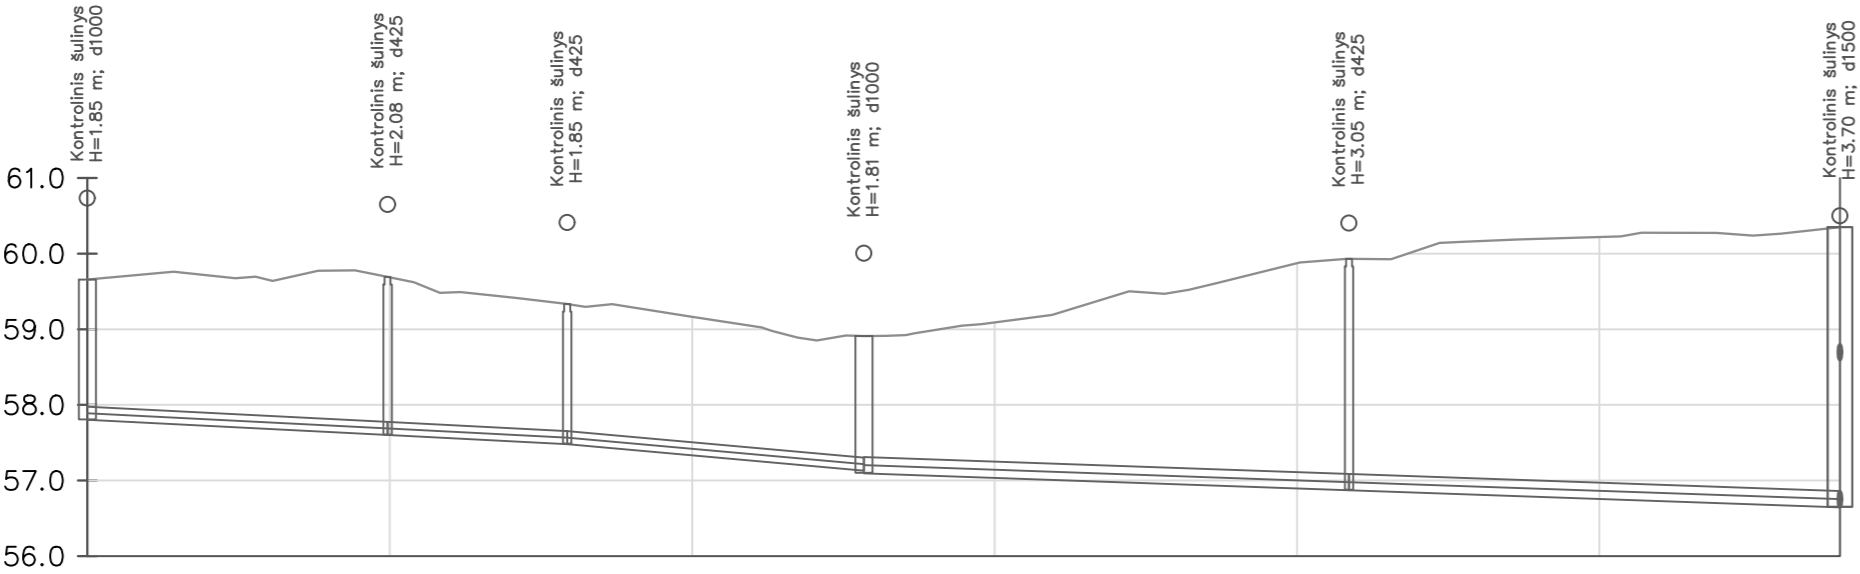 Kontrolinis šulinys
H=1.85 m; d1000
Kontrolinis šulinys
H=2.08 m; d425
Kontrolinis šulinys
H=1.85 m; d425
Kontrolinis šulinys
H=1.81 m; d1000
Kontrolinis šulinys
H=3.05 m; d425
Kontrolinis šulinys
H=3.70 m; d1500
61.0
60.0
59.0
58.0
57.0
56.0